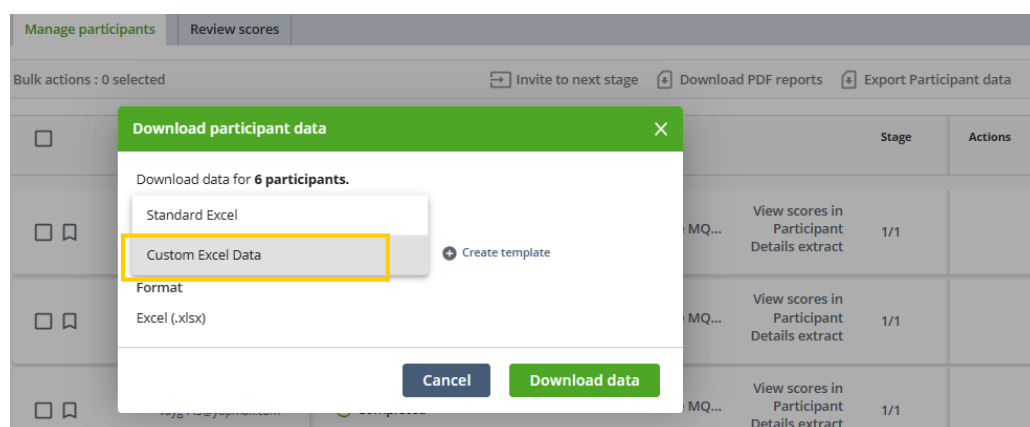 Manage participants Review scores
Bulk actions : 0 selected Invite to next stage Download PDF reports Export Participant data
Download participant data
Stage Actions
Download data for 6 participants.
Standard Excel
Custom Excel Data
Create template
Format
Excel (.xlsx)
MQ...
View scores in
Participant
Details extract
1/1
MQ...
View scores in
Participant
Details extract
1/1
Cancel Download data
MQ...
View scores in
Participant
Details extract
1/1